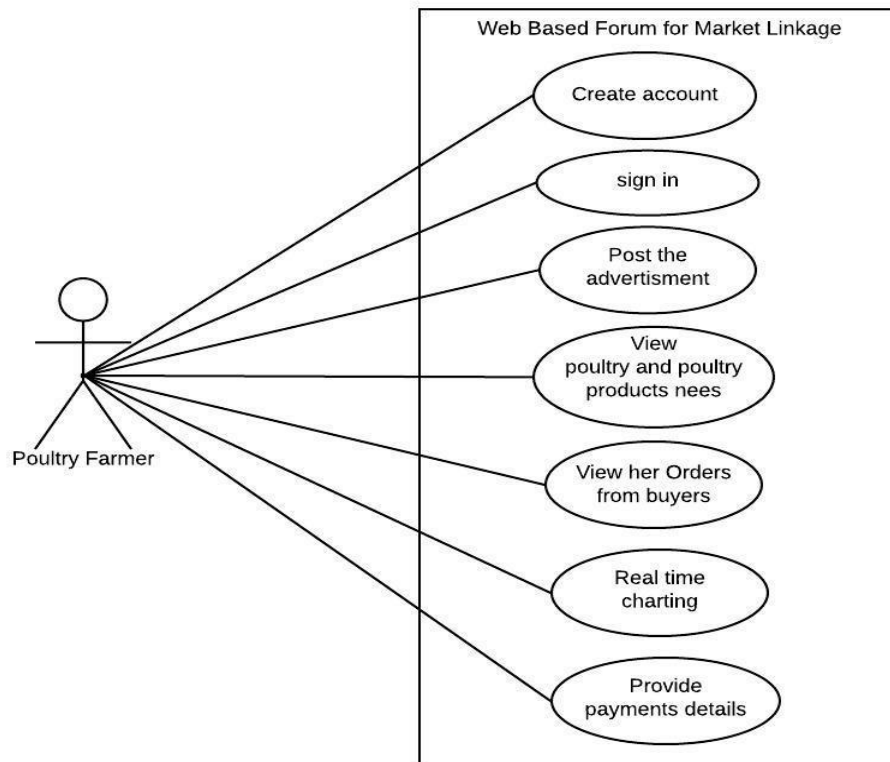 Web Based Forum for Market Linkage
Create account
sign in
Post the
advertisment
View
poultry and poultry
products nees
Poultry Farmer
View her Orders
from buyers
Real time
charting
Provide
payments details